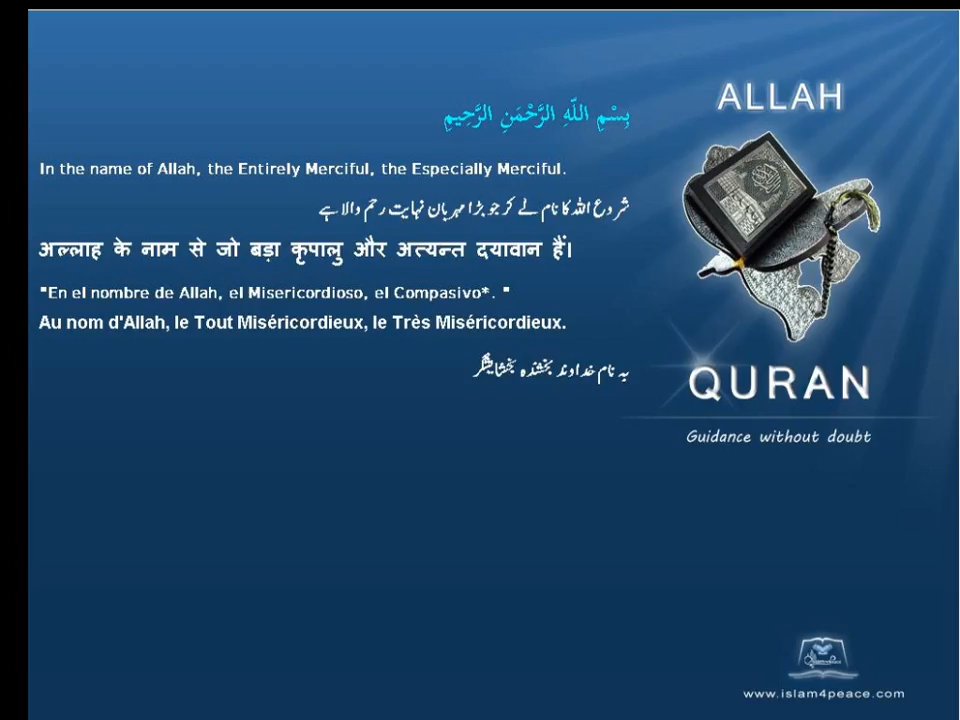 بِسْمِ اللَّهِ الرَّحْمَنِ الرَّحِيمِ
In the name of Allah, the Entirely Merciful, the Especially Merciful.
شروع اللہ کا نام لے کر جو بڑا مہربان نہایت رحم والا ہے
अल्लाह के नाम से जो बड़ा कृपालु और अत्यन्त दयावान हैं।
"En el nombre de Allah, el Misericordioso, el Compasivo*. "
Au nom d'Allah, le Tout Miséricordieux, le Très Miséricordieux.
به نام خداوند بخشنده بخشایشگر
ALLAH
QURAN
Guidance without doubt
www.islam4peace.com